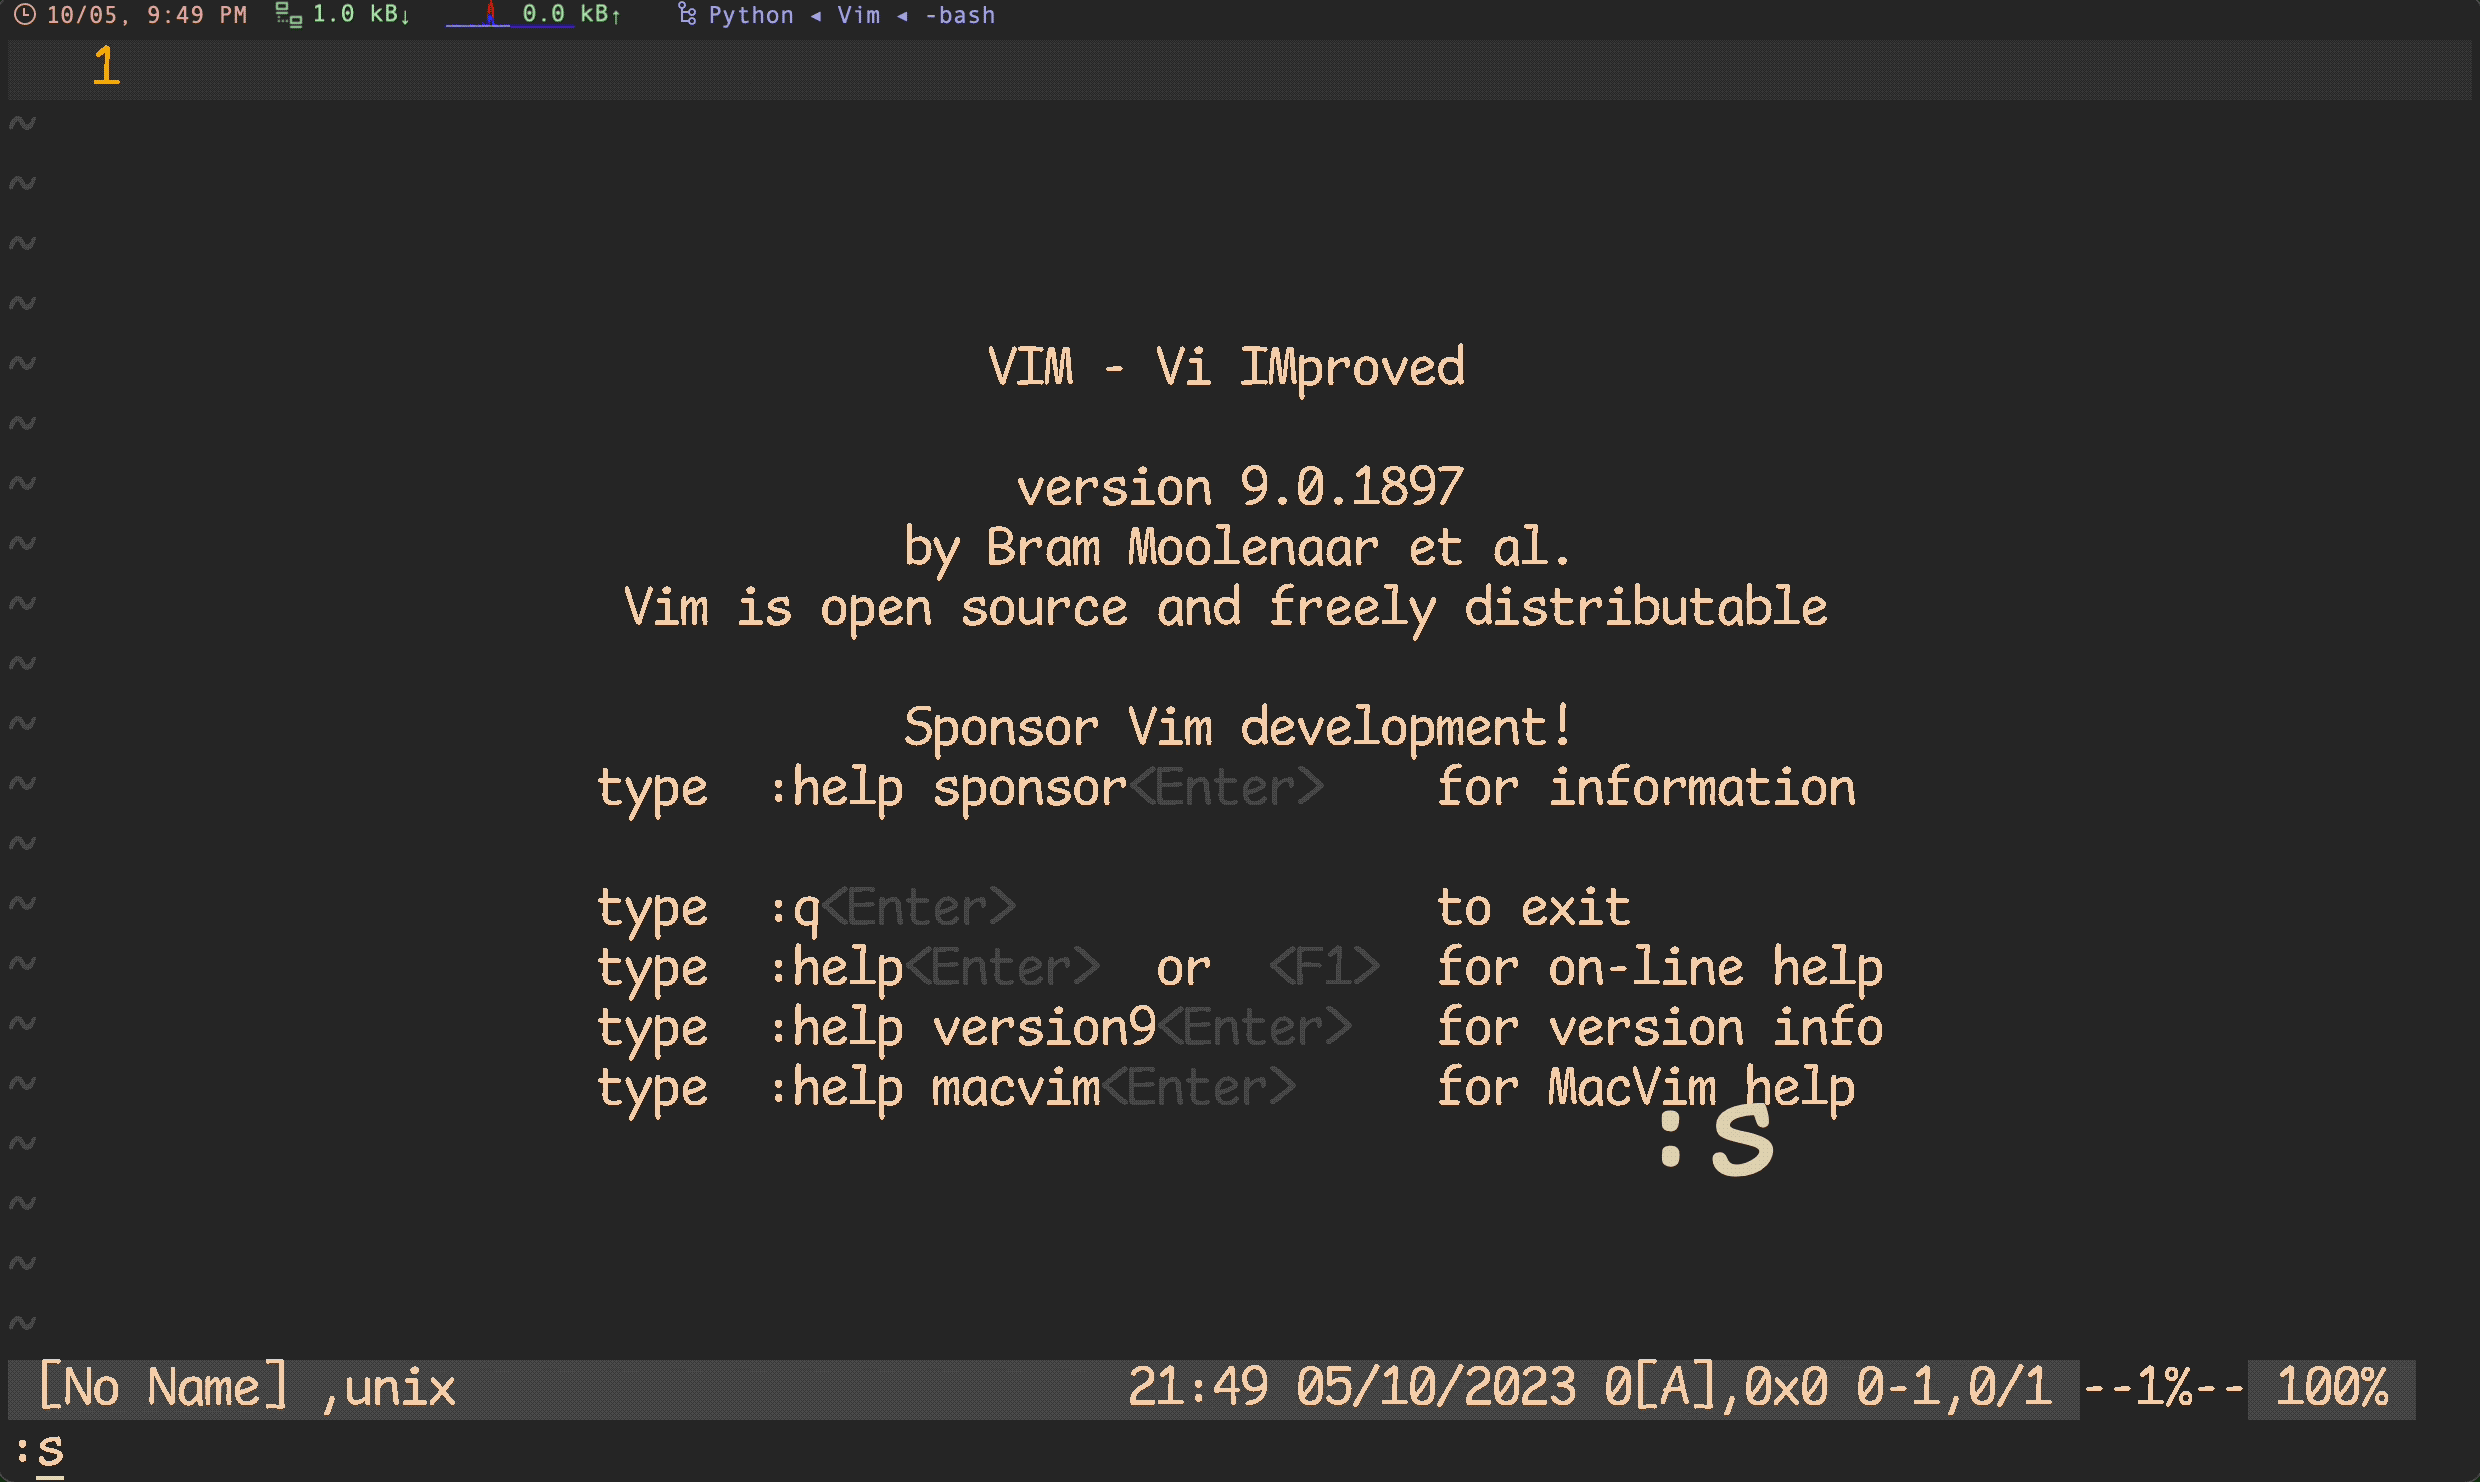 10/05, 9:49 PM 1.0 kB↓ 0.0 kB↑ Python ◂ Vim ◂ -bash
1
~
~
~
~
~
VIM - Vi IMproved
~
~
version 9.0.1897
~
by Bram Moolenaar et al.
~
Vim is open source and freely distributable
~
~
Sponsor Vim development!
~
type :help sponsor<Enter> for information
~
~
type :q<Enter> to exit
~
type :help<Enter> or <F1> for on-line help
~
type :help version9<Enter> for version info
~
type :help macvim<Enter> for MacVim help
:s
~
~
~
~
[No Name] ,unix 21:49 05/10/2023 0[A],0x0 0-1,0/1 --1%-- 100%
:s